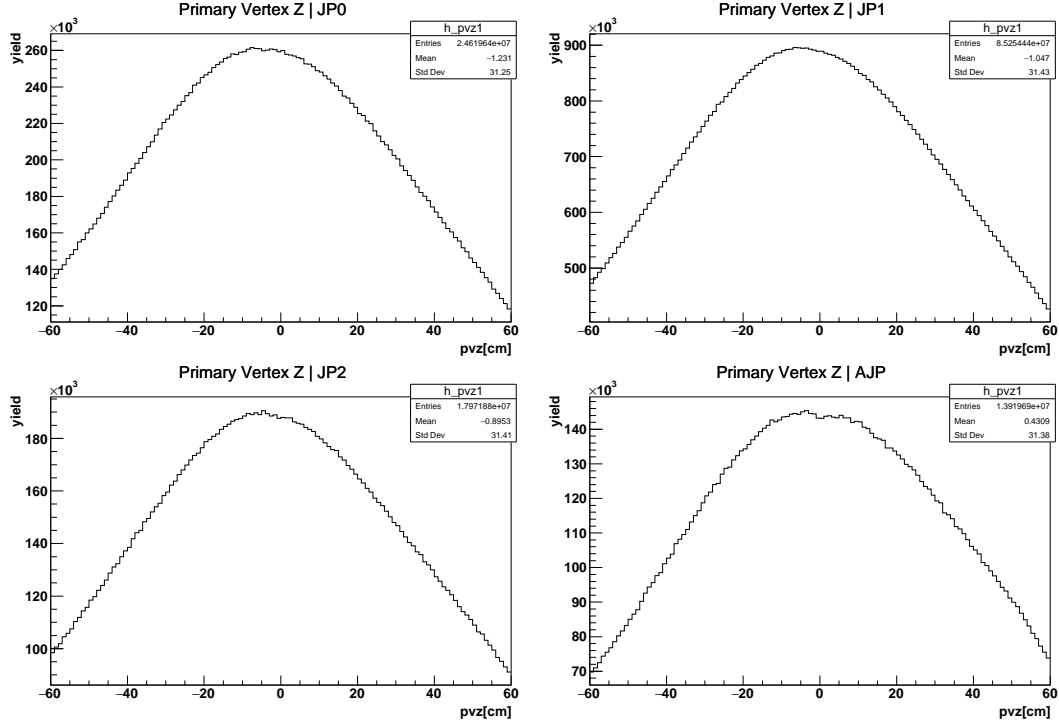 Primary Vertex Z | JP0
×10³
yield
h_pvz1
Entries 2.461964e+07
Mean −1.231
Std Dev 31.25
260
240
220
200
180
160
140
120
−60 −40 −20 0 20 40 60
pvz[cm]
Primary Vertex Z | JP1
×10³
yield
h_pvz1
Entries 8.525444e+07
Mean −1.047
Std Dev 31.43
900
800
700
600
500
−60 −40 −20 0 20 40 60
pvz[cm]
Primary Vertex Z | JP2
×10³
yield
h_pvz1
Entries 1.797188e+07
Mean −0.8953
Std Dev 31.41
180
160
140
120
100
−60 −40 −20 0 20 40 60
pvz[cm]
Primary Vertex Z | AJP
×10³
yield
h_pvz1
Entries 1.391969e+07
Mean 0.4309
Std Dev 31.38
140
130
120
110
100
90
80
70
−60 −40 −20 0 20 40 60
pvz[cm]